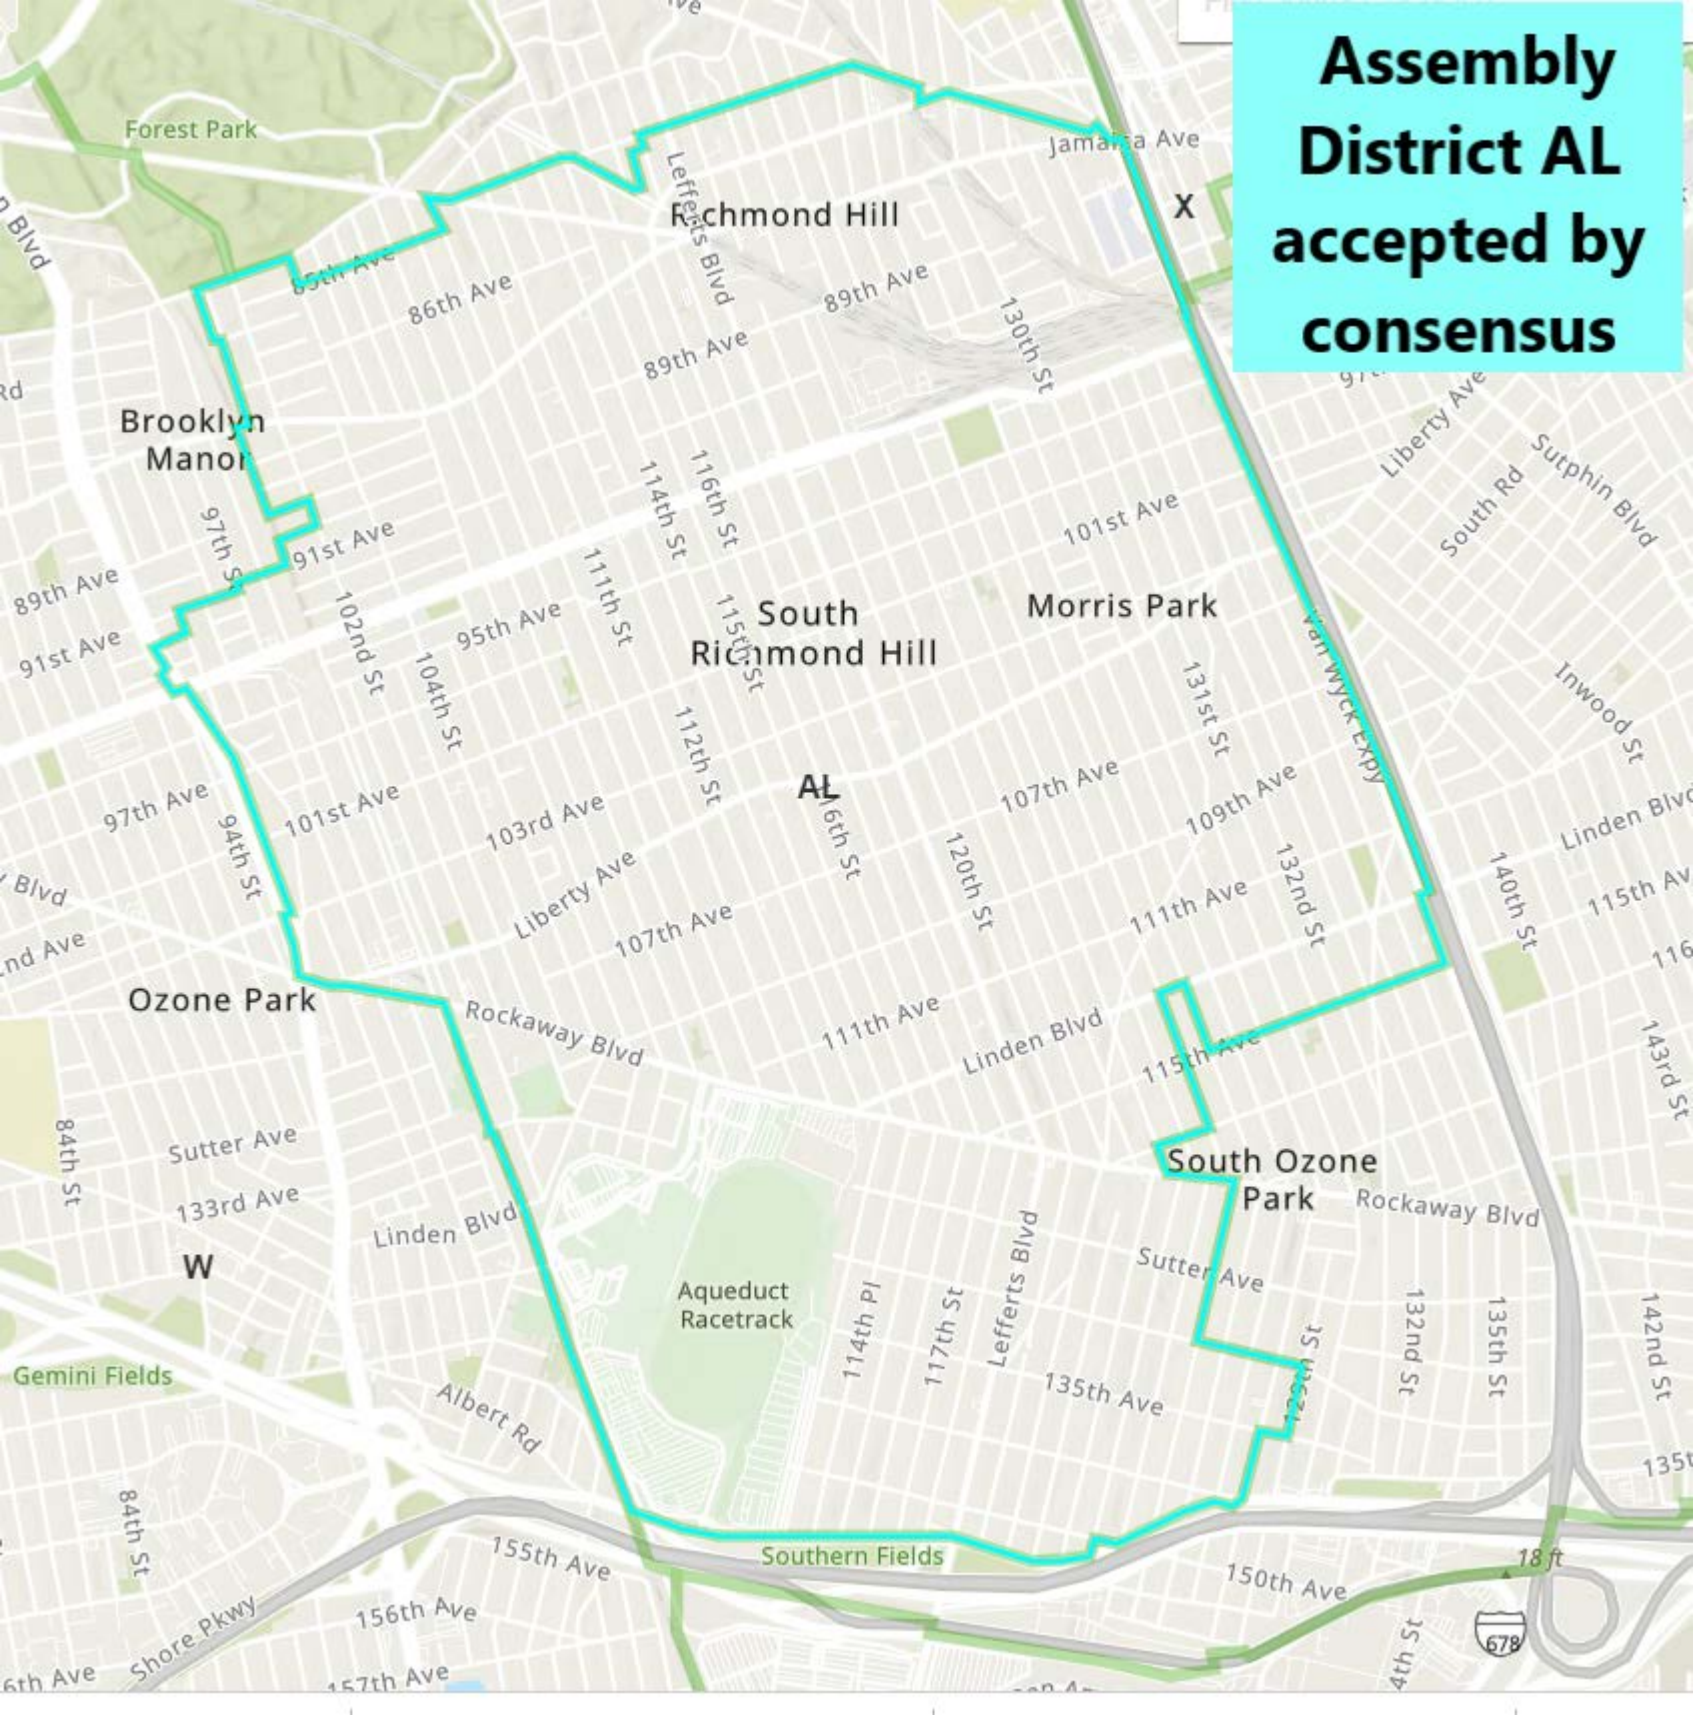 Assembly
District AL
accepted by
consensus
Forest Park
Jamaica Ave
X
Lefferts Blvd
Richmond Hill
85th Ave
86th Ave
89th Ave
89th Ave
130th St
Liberty Ave
Sutphin Blvd
South Rd
Brooklyn
Manor
97th St
91st Ave
89th Ave
91st Ave
114th St
116th St
101st Ave
111th St
102nd St
95th Ave
104th St
115th St
South
Richmond Hill
Morris Park
Van Wyck Expy
131st St
Inwood St
112th St
AL
97th Ave
94th St
101st Ave
103rd Ave
Liberty Ave
107th Ave
107th Ave
109th Ave
Linden Blvd
120th St
132nd St
111th Ave
140th St
115th Av
Blvd
Ozone Park
Rockaway Blvd
111th Ave
Linden Blvd
115th Ave
143rd St
84th St
Sutter Ave
133rd Ave
Linden Blvd
W
South Ozone
Park
Rockaway Blvd
Sutter Ave
Aqueduct
Racetrack
114th Pl
117th St
Lefferts Blvd
135th Ave
129th St
132nd St
135th St
142nd St
Gemini Fields
Albert Rd
84th St
155th Ave
Southern Fields
150th Ave
18 ft
678
Shore Pkwy
156th Ave
157th Ave
6th Ave
4th St